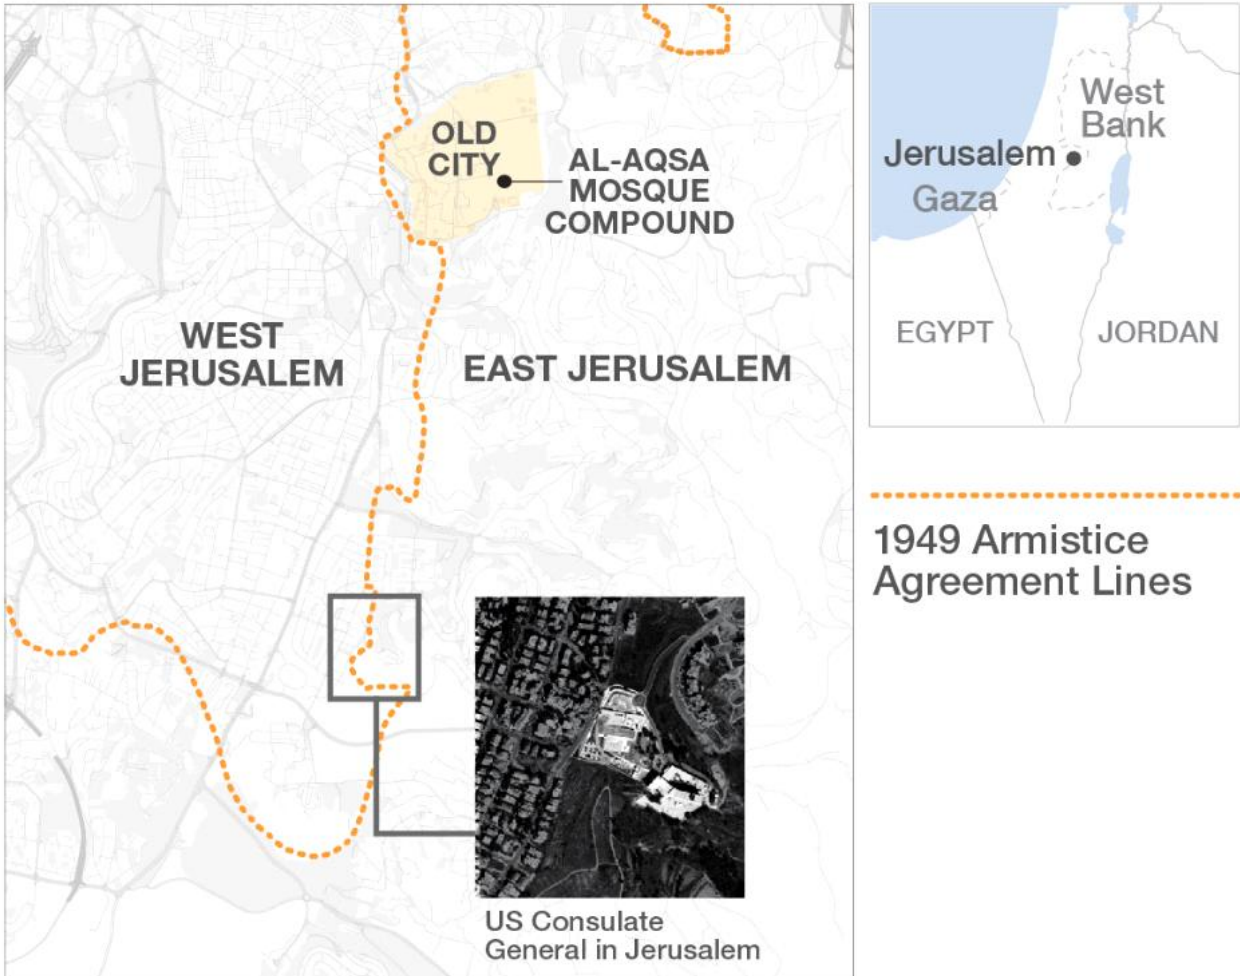 OLD
CITY
AL-AQSA
MOSQUE
COMPOUND
WEST
JERUSALEM
EAST JERUSALEM
US Consulate
General in Jerusalem
West
Bank
Jerusalem
Gaza
EGYPT
JORDAN
1949 Armistice
Agreement Lines